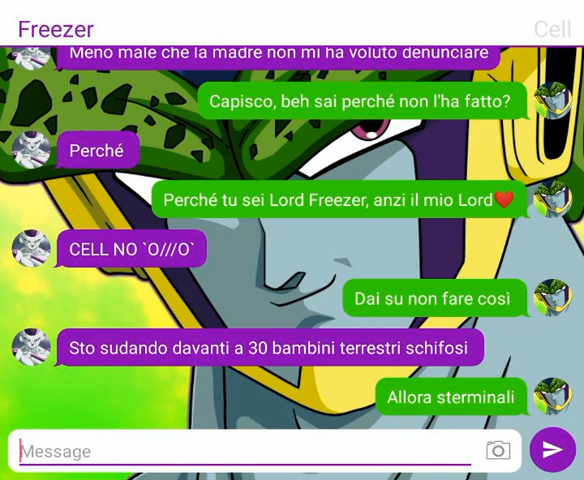 Freezer
Cell
Meno male che la madre non mi ha voluto denunciare
Capisco, beh sai perché non l'ha fatto?
Perché
Perché tu sei Lord Freezer, anzi il mio Lord❤️
CELL NO `O///O`
Dai su non fare così
Sto sudando davanti a 30 bambini terrestri schifosi
Allora sterminali
Message